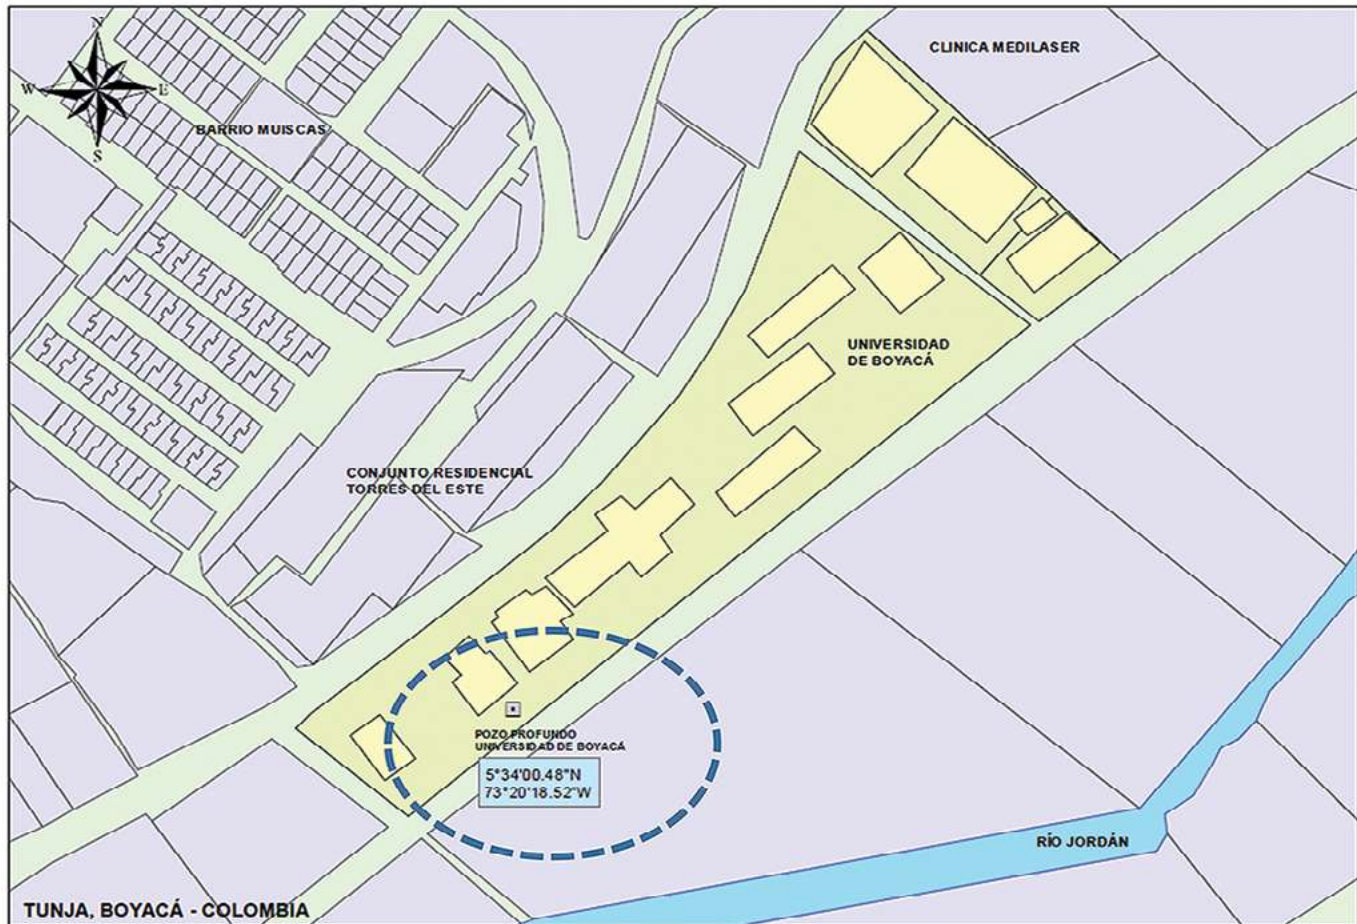 N
W E
S
CLINICA MEDILASER
BARRIO MUISCAS
UNIVERSIDAD
DE BOYACÁ
CONJUNTO RESIDENCIAL
TORRES DEL ESTE
POZO PROFUNDO
UNIVERSIDAD DE BOYACÁ
5°34'00.48"N
73°20'18.52"W
RÍO JORDÁN
TUNJA, BOYACÁ - COLOMBIA